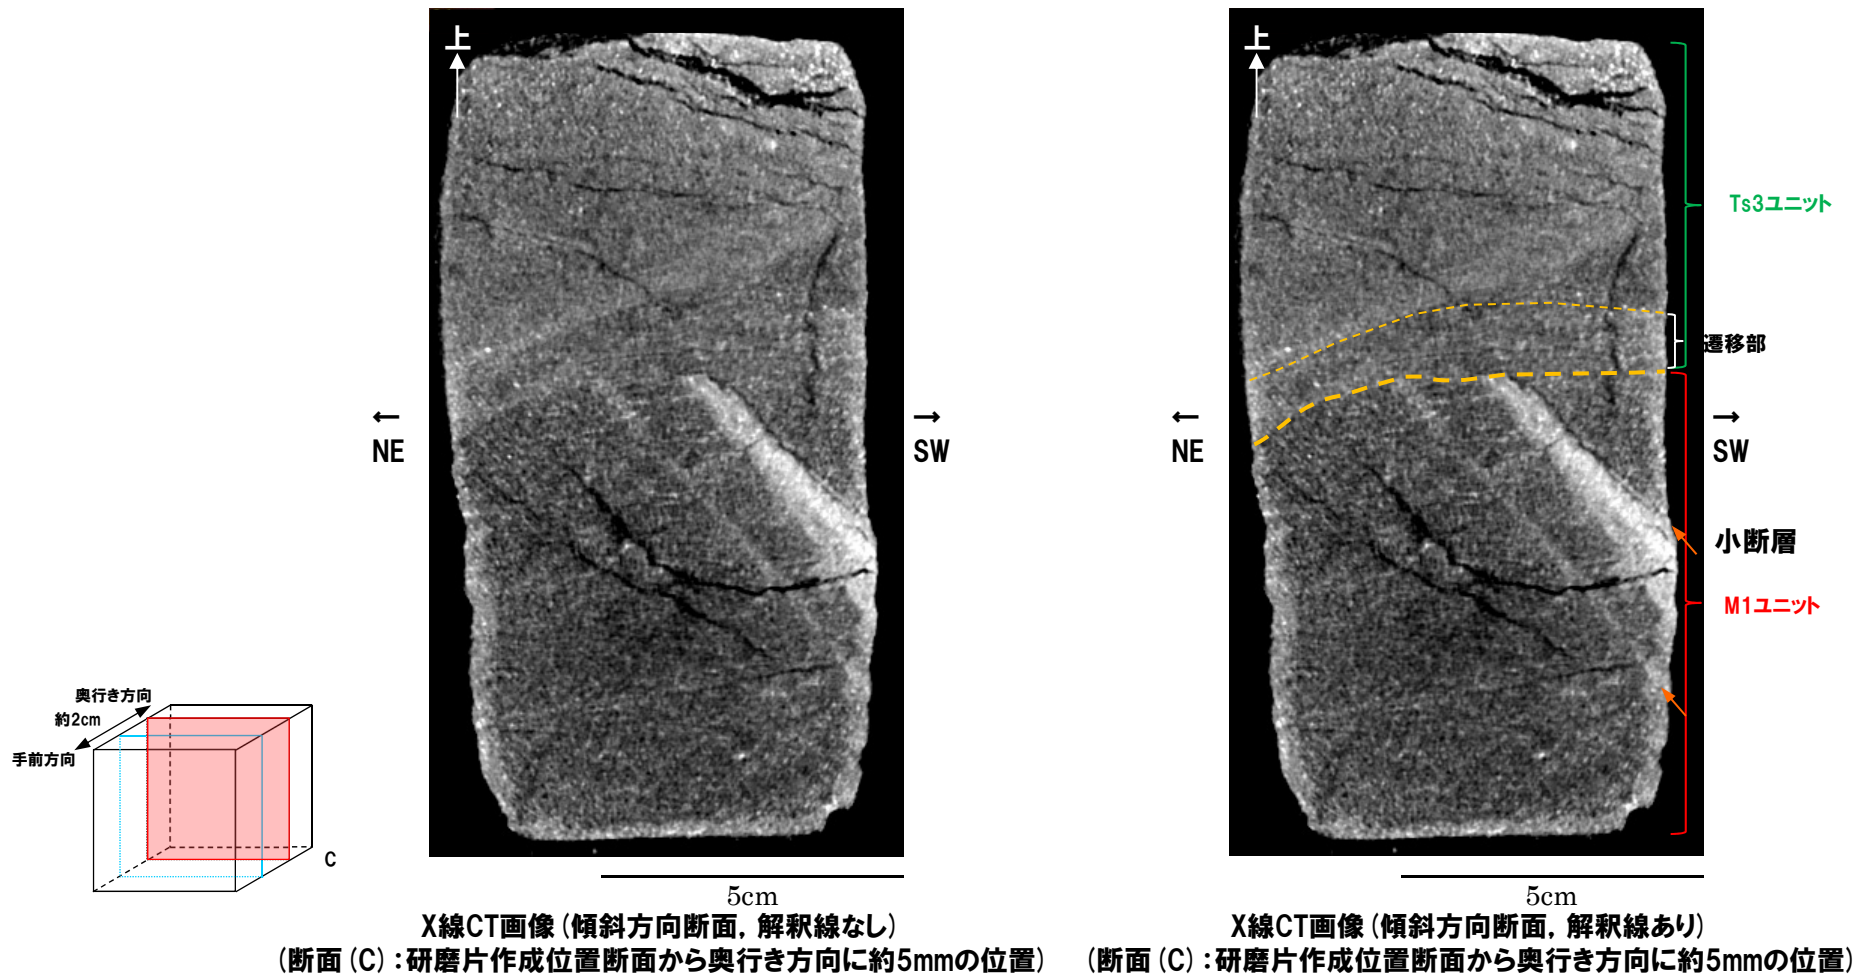 上
上
Ts3ユニット
遷移部
←
NE
→
SW
←
NE
→
SW
小断層
M1ユニット
奥行き方向
約2cm
手前方向
C
5cm
5cm
X線CT画像(傾斜方向断面, 解釈線なし)
(断面(C):研磨片作成位置断面から奥行き方向に約5mmの位置)
X線CT画像(傾斜方向断面, 解釈線あり)
(断面(C):研磨片作成位置断面から奥行き方向に約5mmの位置)